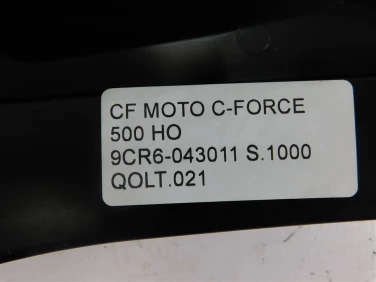 CF MOTO C-FORCE
500 HO
9CR6-043011 S.1000
QOLT.021